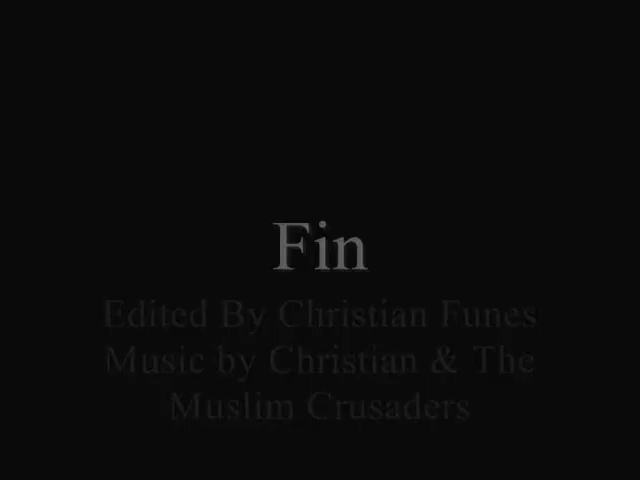 Fin
Edited By Christian Funes
Music by Christian & The
Muslim Crusaders